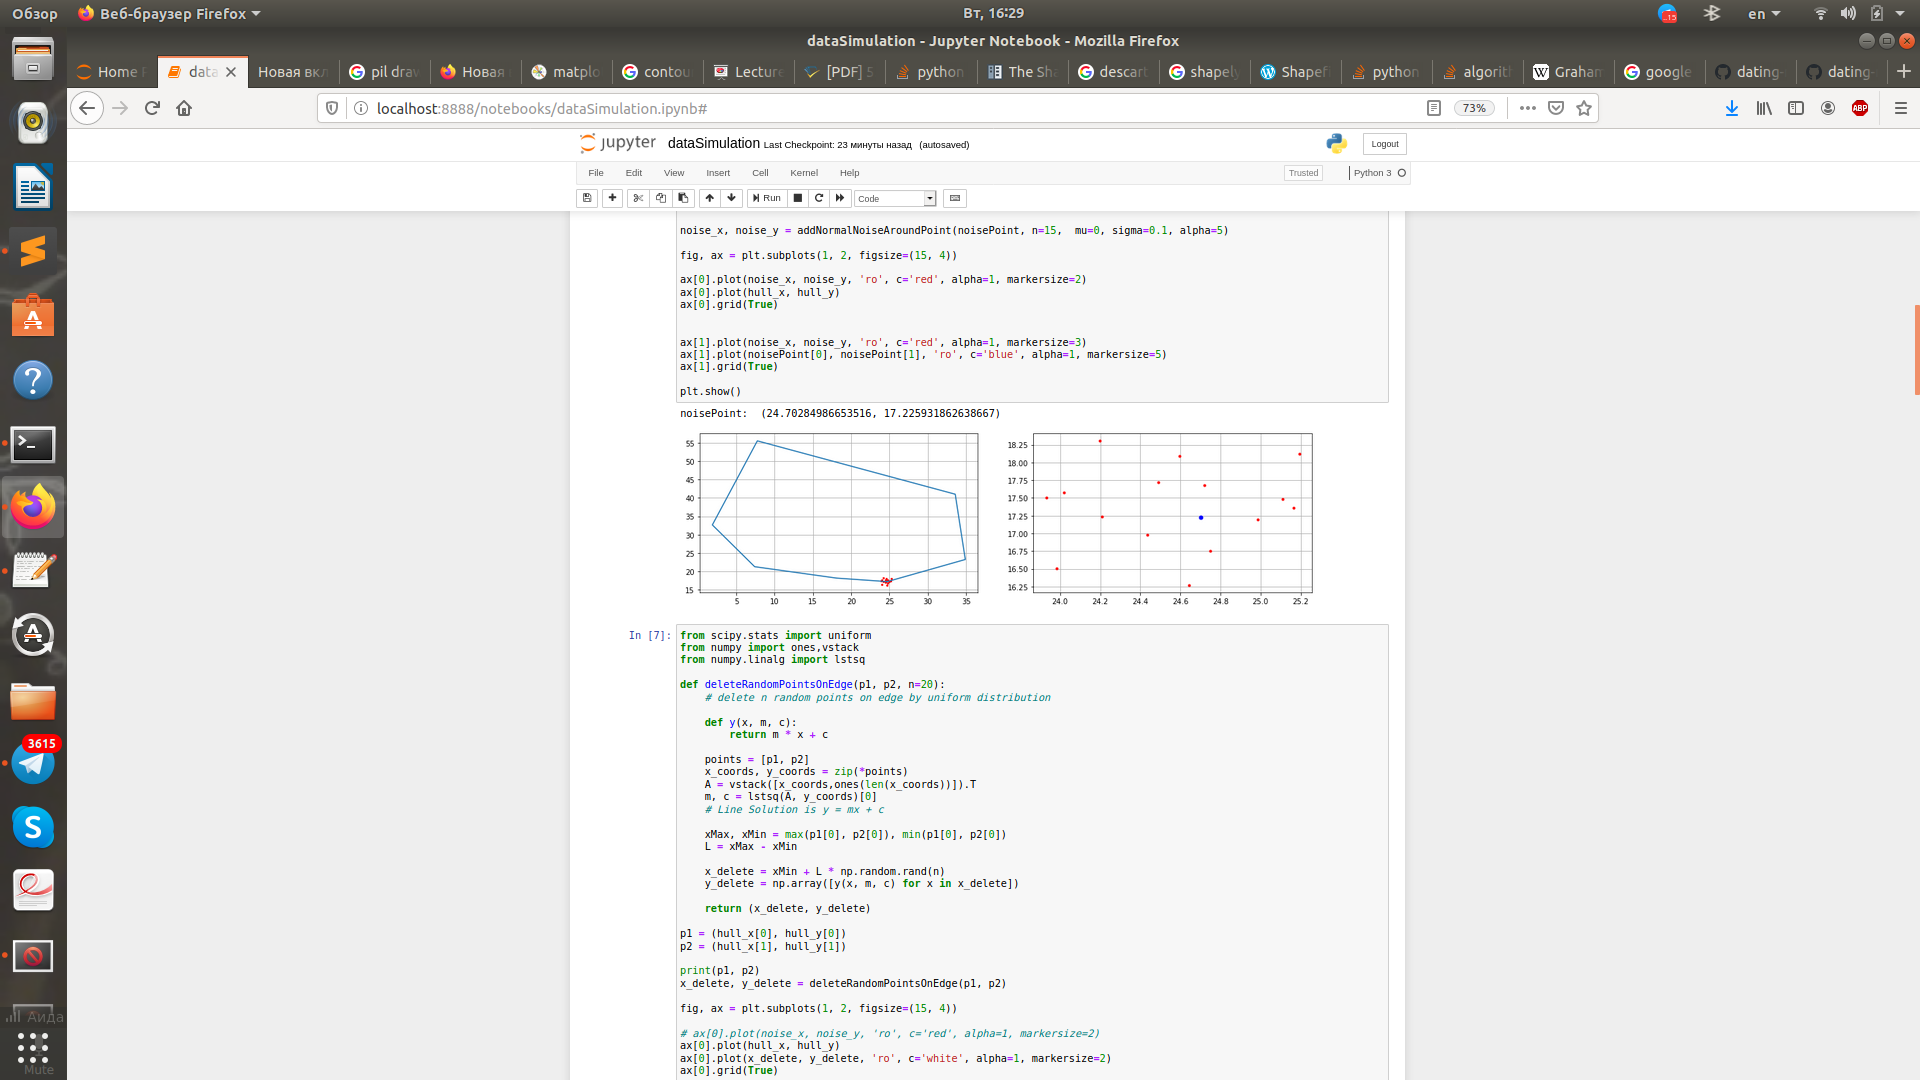 Обзор
Веб-браузер Firefox
Вт, 16:29
15
en
dataSimulation - Jupyter Notebook - Mozilla Firefox
Home
data
Новая вкл
pil drav
Новая
matplo
contou
Lecture
[PDF]
python
The Sha
descart
shapely
Shapefi
python
algorit
Graham
google
dating-
dating-
localhost:8888/notebooks/dataSimulation.ipynb#
73%
ABP
jupyter
dataSimulation Last Checkpoint: 23 минуты назад (autosaved)
Logout
File Edit View Insert Cell Kernel Help
Trusted
Python 3
Run
Code
noise_x, noise_y = addNormalNoiseAroundPoint(noisePoint, n=15,  mu=0, sigma=0.1, alpha=5)
fig, ax = plt.subplots(1, 2, figsize=(15, 4))
ax[0].plot(noise_x, noise_y, 'ro', c='red', alpha=1, markersize=2)
ax[0].plot(hull_x, hull_y)
ax[0].grid(True)
ax[1].plot(noise_x, noise_y, 'ro', c='red', alpha=1, markersize=3)
ax[1].plot(noisePoint[0], noisePoint[1], 'ro', c='blue', alpha=1, markersize=5)
ax[1].grid(True)
plt.show()
noisePoint:  (24.70284986653516, 17.225931862638667)
55
50
45
40
35
30
25
20
15
5 10 15 20 25 30 35
18.25
18.00
17.75
17.50
17.25
17.00
16.75
16.50
16.25
24.0 24.2 24.4 24.6 24.8 25.0 25.2
In [7]:
from scipy.stats import uniform
from numpy import ones,vstack
from numpy.linalg import lstsq
def deleteRandomPointsOnEdge(p1, p2, n=20):
# delete n random points on edge by uniform distribution
def y(x, m, c):
return m * x + c
points = [p1, p2]
x_coords, y_coords = zip(*points)
A = vstack([x_coords,ones(len(x_coords))]).T
m, c = lstsq(A, y_coords)[0]
# Line Solution is y = mx + c
xMax, xMin = max(p1[0], p2[0]), min(p1[0], p2[0])
L = xMax - xMin
x_delete = xMin + L * np.random.rand(n)
y_delete = np.array([y(x, m, c) for x in x_delete])
return (x_delete, y_delete)
p1 = (hull_x[0], hull_y[0])
p2 = (hull_x[1], hull_y[1])
print(p1, p2)
x_delete, y_delete = deleteRandomPointsOnEdge(p1, p2)
fig, ax = plt.subplots(1, 2, figsize=(15, 4))
# ax[0].plot(noise_x, noise_y, 'ro', c='red', alpha=1, markersize=2)
ax[0].plot(hull_x, hull_y)
ax[0].plot(x_delete, y_delete, 'ro', c='white', alpha=1, markersize=2)
ax[0].grid(True)
3615
Аида
Mute